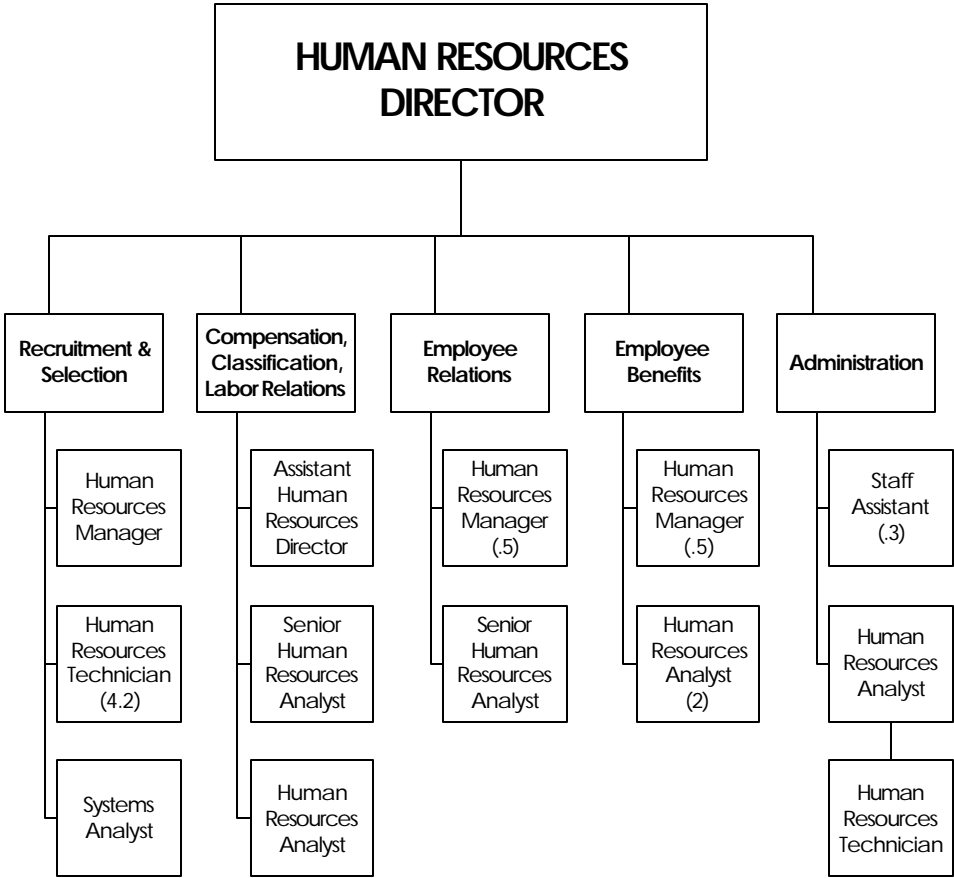 HUMAN RESOURCES
DIRECTOR
Recruitment &
Selection
Compensation,
Classification,
Labor Relations
Employee
Relations
Employee
Benefits
Administration
Human
Resources
Manager
Assistant
Human
Resources
Director
Human
Resources
Manager
(.5)
Human
Resources
Manager
(.5)
Staff
Assistant
(.3)
Human
Resources
Technician
(4.2)
Senior
Human
Resources
Analyst
Senior
Human
Resources
Analyst
Human
Resources
Analyst
(2)
Human
Resources
Analyst
Systems
Analyst
Human
Resources
Analyst
Human
Resources
Technician